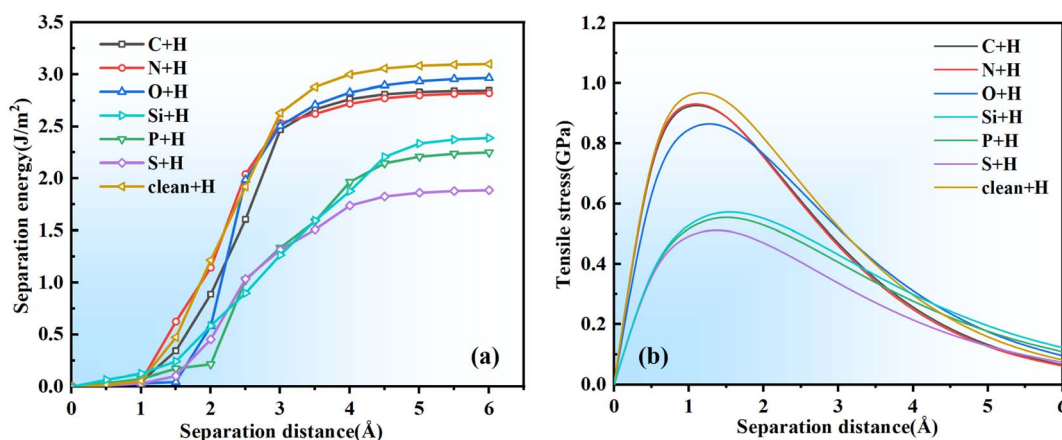 3.5
3.0
2.5
2.0
1.5
1.0
0.5
0.0
Separation energy(J/m²)
C+H
N+H
O+H
Si+H
P+H
S+H
clean+H
(a)
0 1 2 3 4 5 6
Separation distance(Å)
1.2
1.0
0.8
0.6
0.4
0.2
0.0
Tensile stress(GPa)
C+H
N+H
O+H
Si+H
P+H
S+H
clean+H
(b)
0 1 2 3 4 5 6
Separation distance(Å)